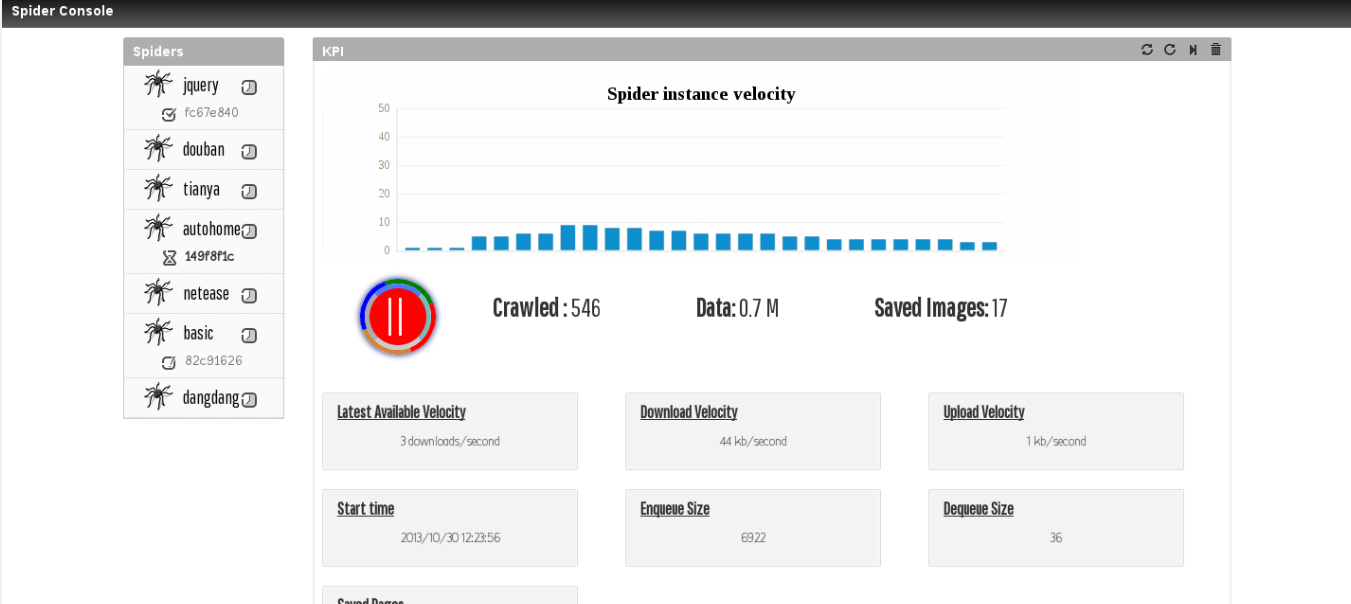 Spider Console
Spiders
jquery
fc67e840
douban
tianya
autohome
149f8f1c
netease
basic
82c91626
dangdang
KPI
Spider instance velocity
50
40
30
20
10
0
Crawled : 546
Data: 0.7 M
Saved Images: 17
Latest Available Velocity
3 downloads/second
Download Velocity
44 kb/second
Upload Velocity
1 kb/second
Start time
2013/10/30 12:23:56
Enqueue Size
6922
Dequeue Size
36
Saved Pages